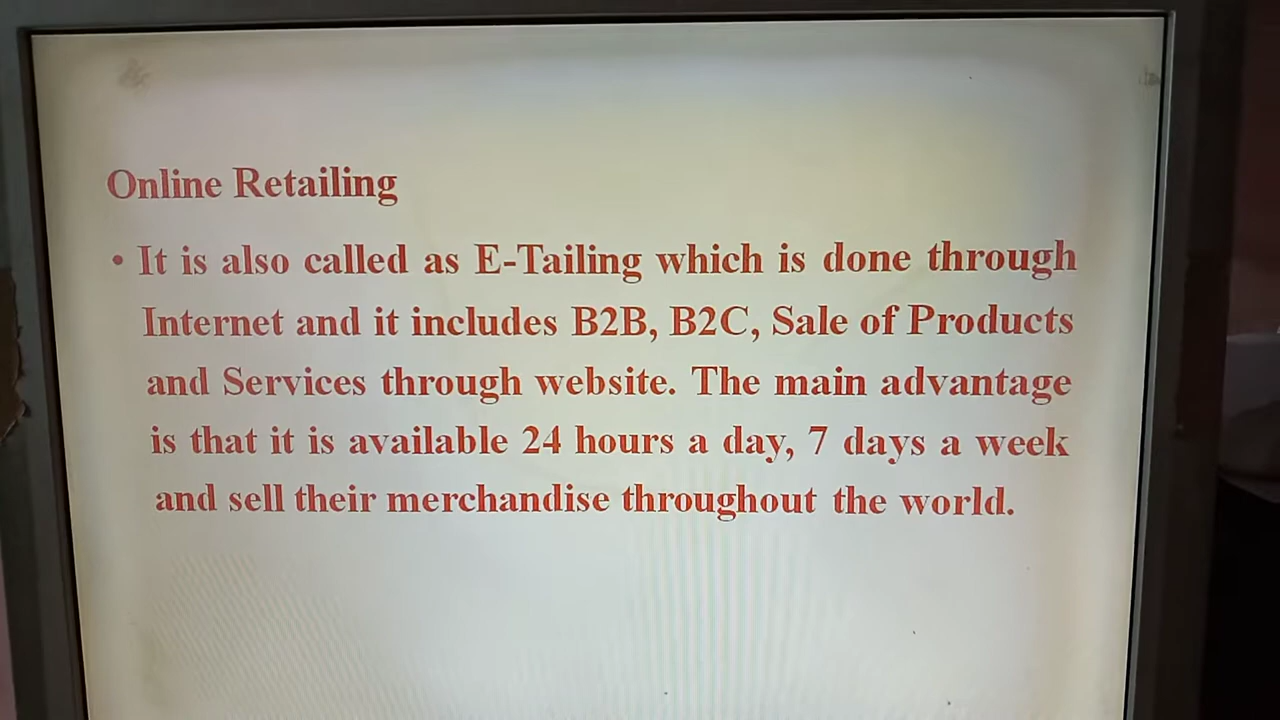 Online Retailing
• It is also called as E-Tailing which is done through
Internet and it includes B2B, B2C, Sale of Products
and Services through website. The main advantage
is that it is available 24 hours a day, 7 days a week
and sell their merchandise throughout the world.